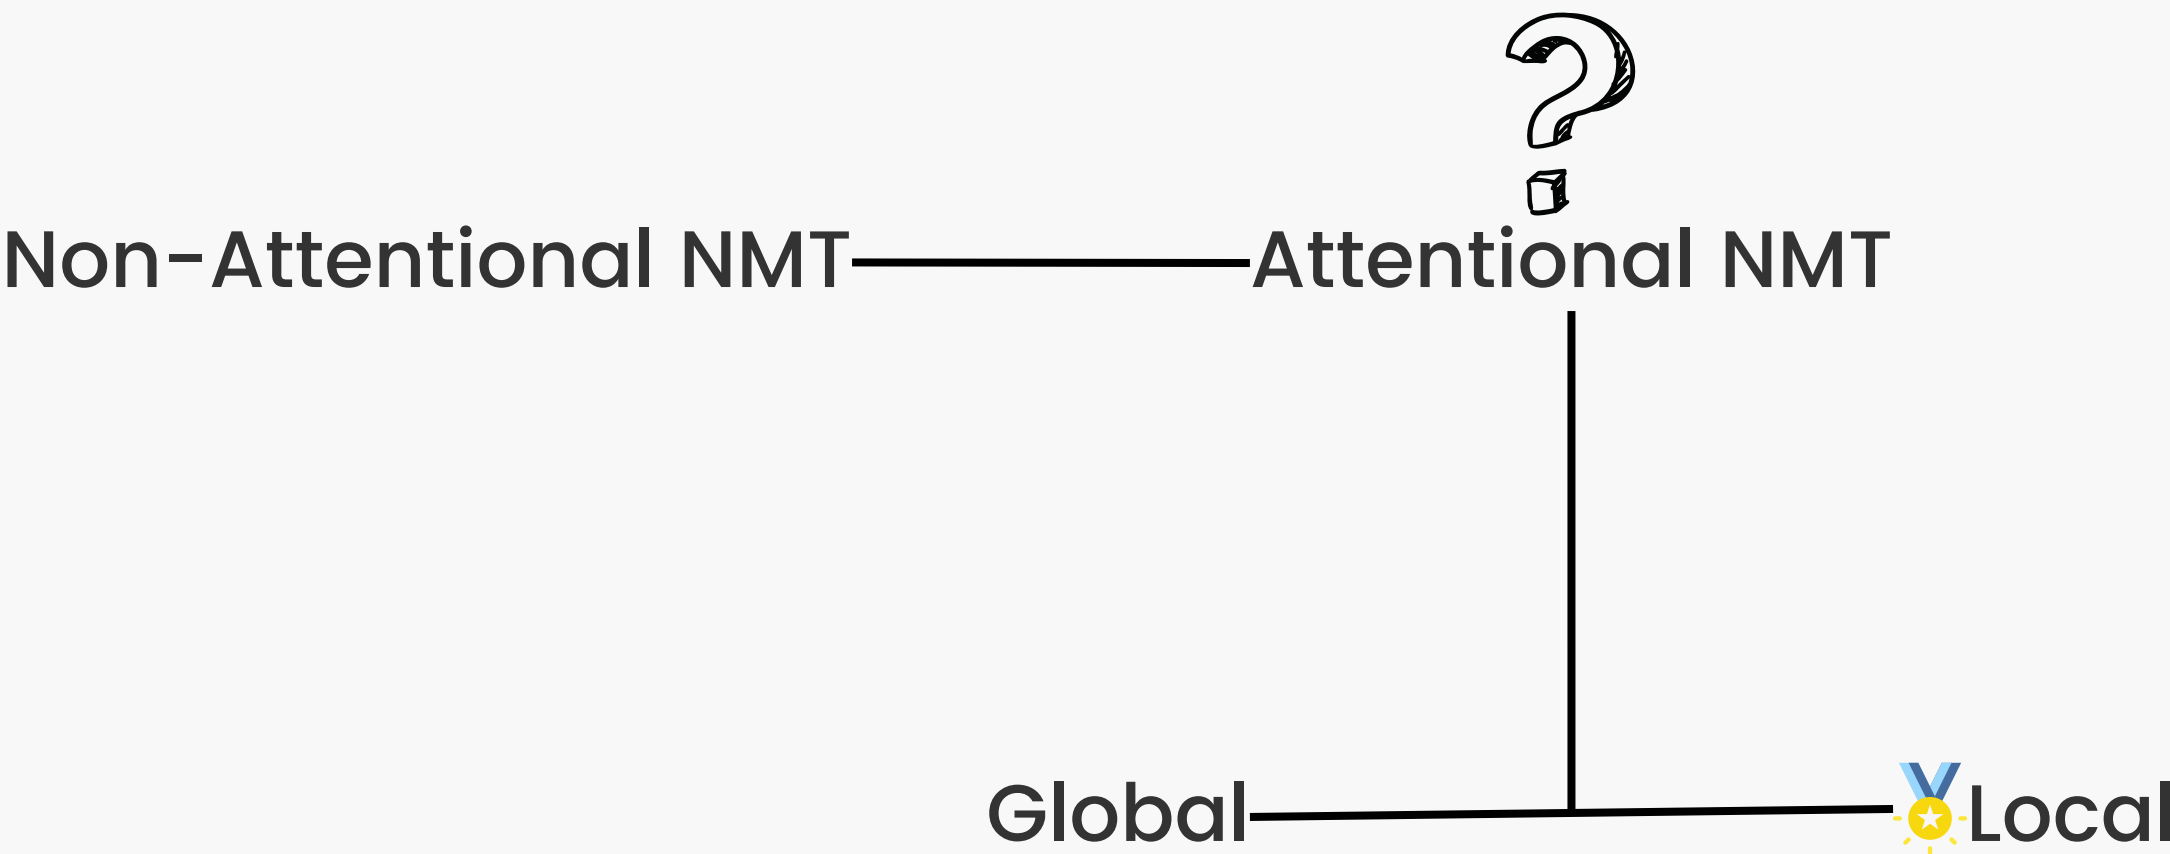 ?
Non-Attentional NMT
Attentional NMT
Global
Local